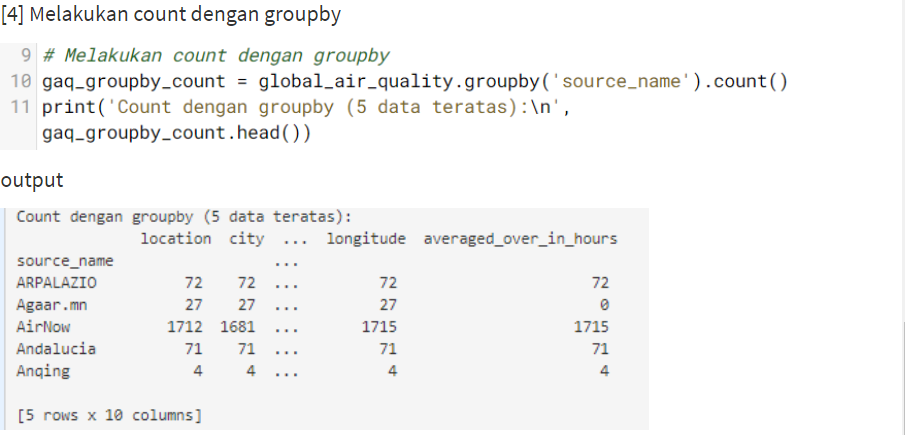 [4] Melakukan count dengan groupby
9 # Melakukan count dengan groupby
10 gaq_groupby_count = global_air_quality.groupby('source_name').count()
11 print('Count dengan groupby (5 data teratas):\n',
gaq_groupby_count.head())
output
Count dengan groupby (5 data teratas):
location city ... longitude averaged_over_in_hours
source_name ...
ARPALAZIO 72 72 ... 72 72
Agaar.mn 27 27 ... 27 0
AirNow 1712 1681 ... 1715 1715
Andalucia 71 71 ... 71 71
Anqing 4 4 ... 4 4
[5 rows x 10 columns]